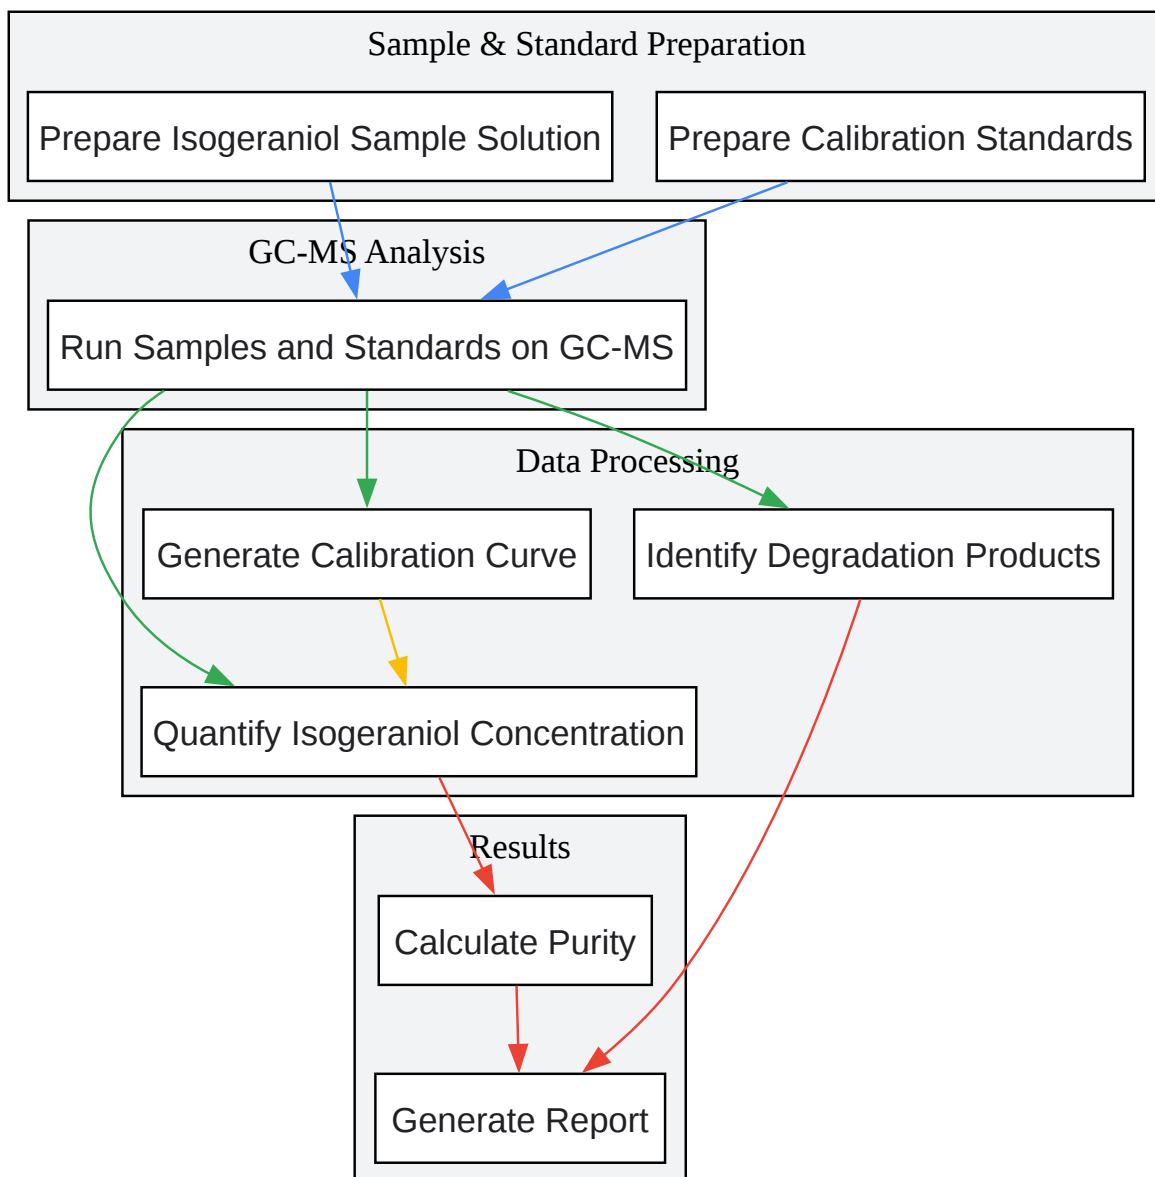 Sample & Standard Preparation
Prepare Isogeraniol Sample Solution
Prepare Calibration Standards
GC-MS Analysis
Run Samples and Standards on GC-MS
Data Processing
Generate Calibration Curve
Identify Degradation Products
Quantify Isogeraniol Concentration
Results
Calculate Purity
Generate Report